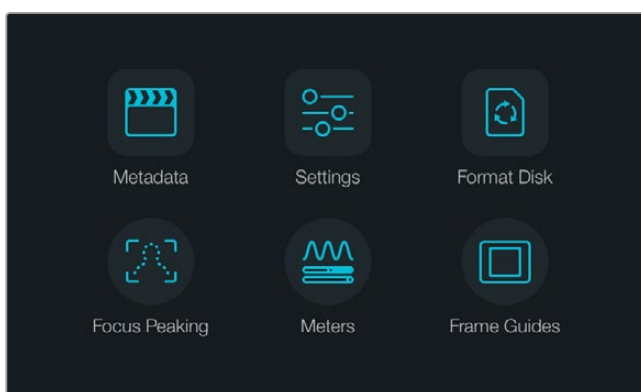 Metadata
Settings
Format Disk
Focus Peaking
Meters
Frame Guides